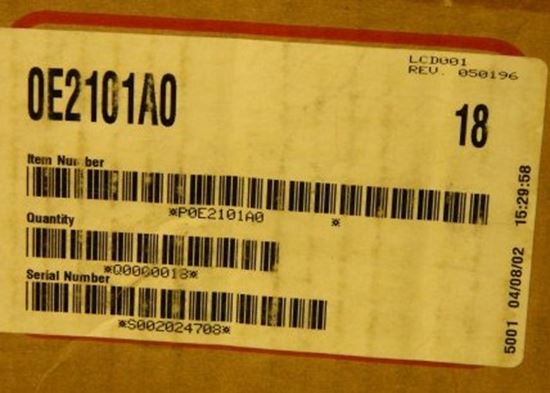 LCD001
REV. 050196
0E2101A0
18
Item Number
*P0E2101A0 *
Quantity
*Q0000018*
Serial Number
*S002024708*
5001 04/08/02 15:29:58